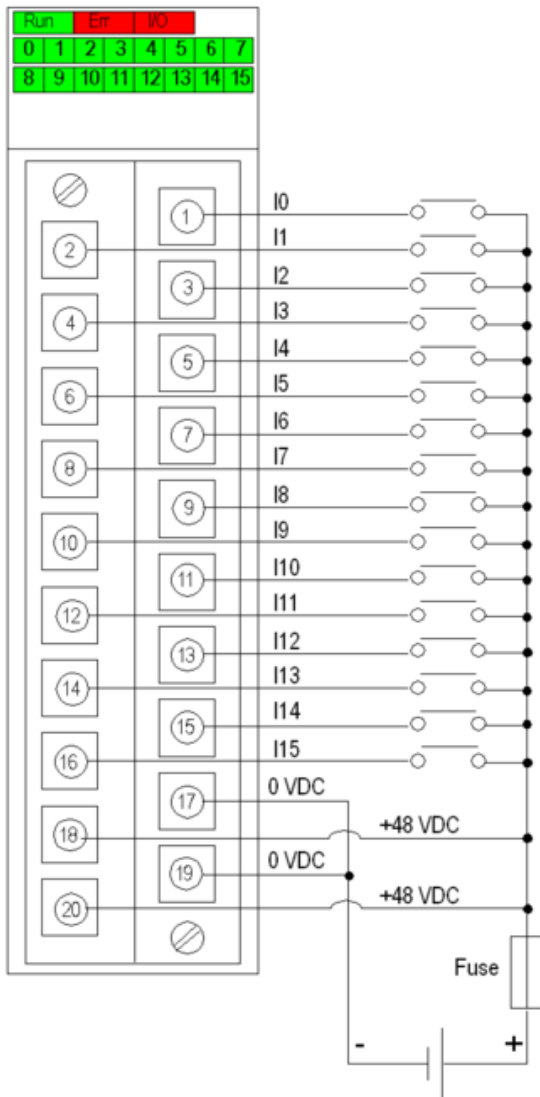 Run Err I/O
0 1 2 3 4 5 6 7
8 9 10 11 12 13 14 15
1 I0
2 I1
3 I2
4 I3
5 I4
6 I5
7 I6
8 I7
9 I8
10 I9
11 I10
12 I11
13 I12
14 I13
15 I14
16 I15
17 0 VDC
18 +48 VDC
19 0 VDC
20 +48 VDC
Fuse
- +